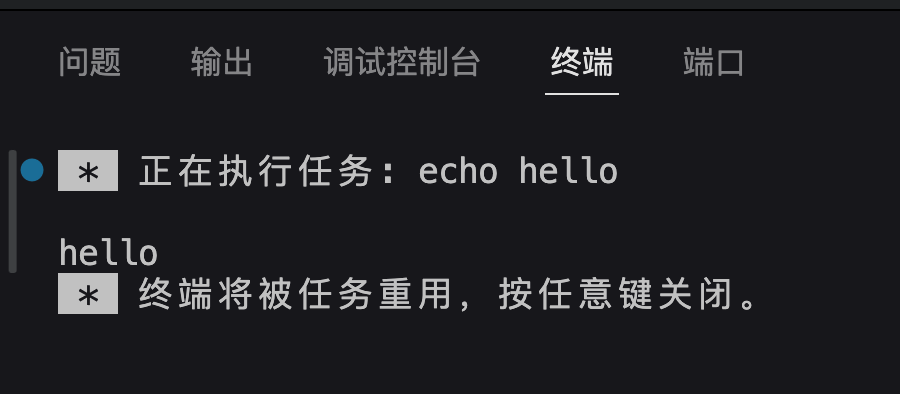 问题 输出 调试控制台 终端 端口
* 正在执行任务: echo hello
hello
* 终端将被任务重用，按任意键关闭。